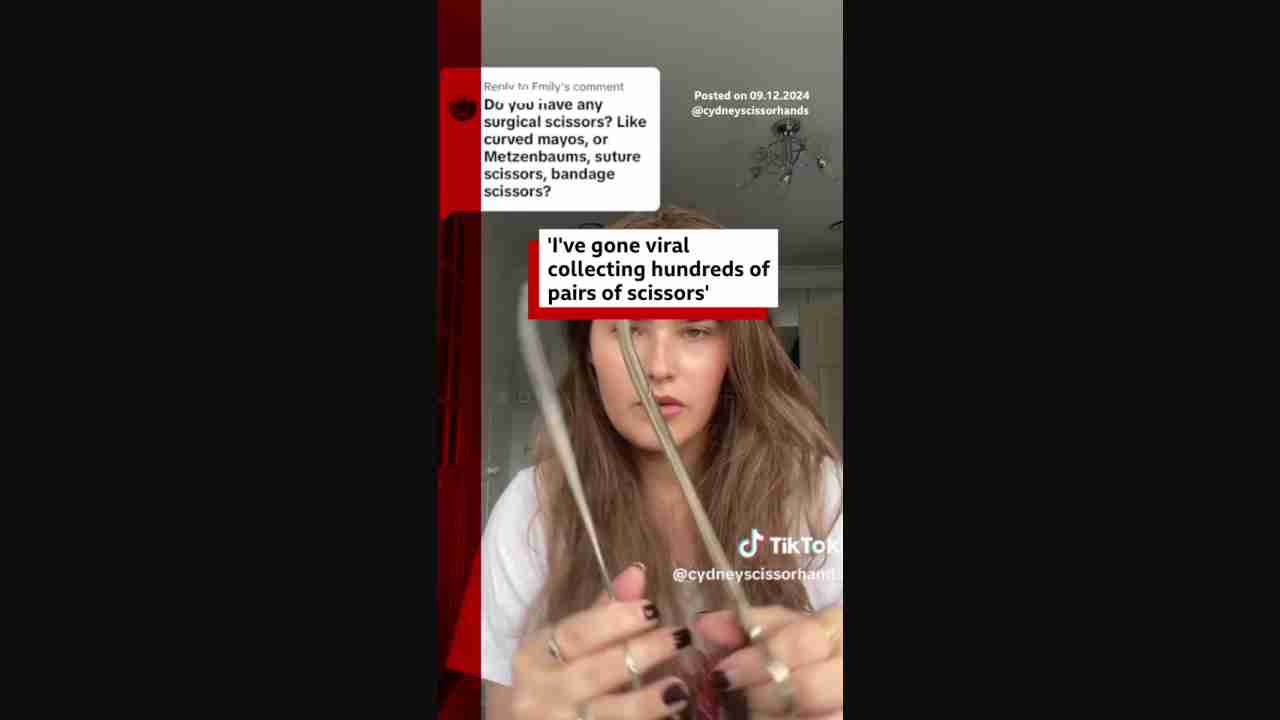 Reply to Emily's comment
Do you have any
surgical scissors? Like
curved mayos, or
Metzenbaums, suture
scissors, bandage
scissors?
Posted on 09.12.2024
@cydneyscissorhands
'I've gone viral
collecting hundreds of
pairs of scissors'
TikTok
@cydneyscissorhands